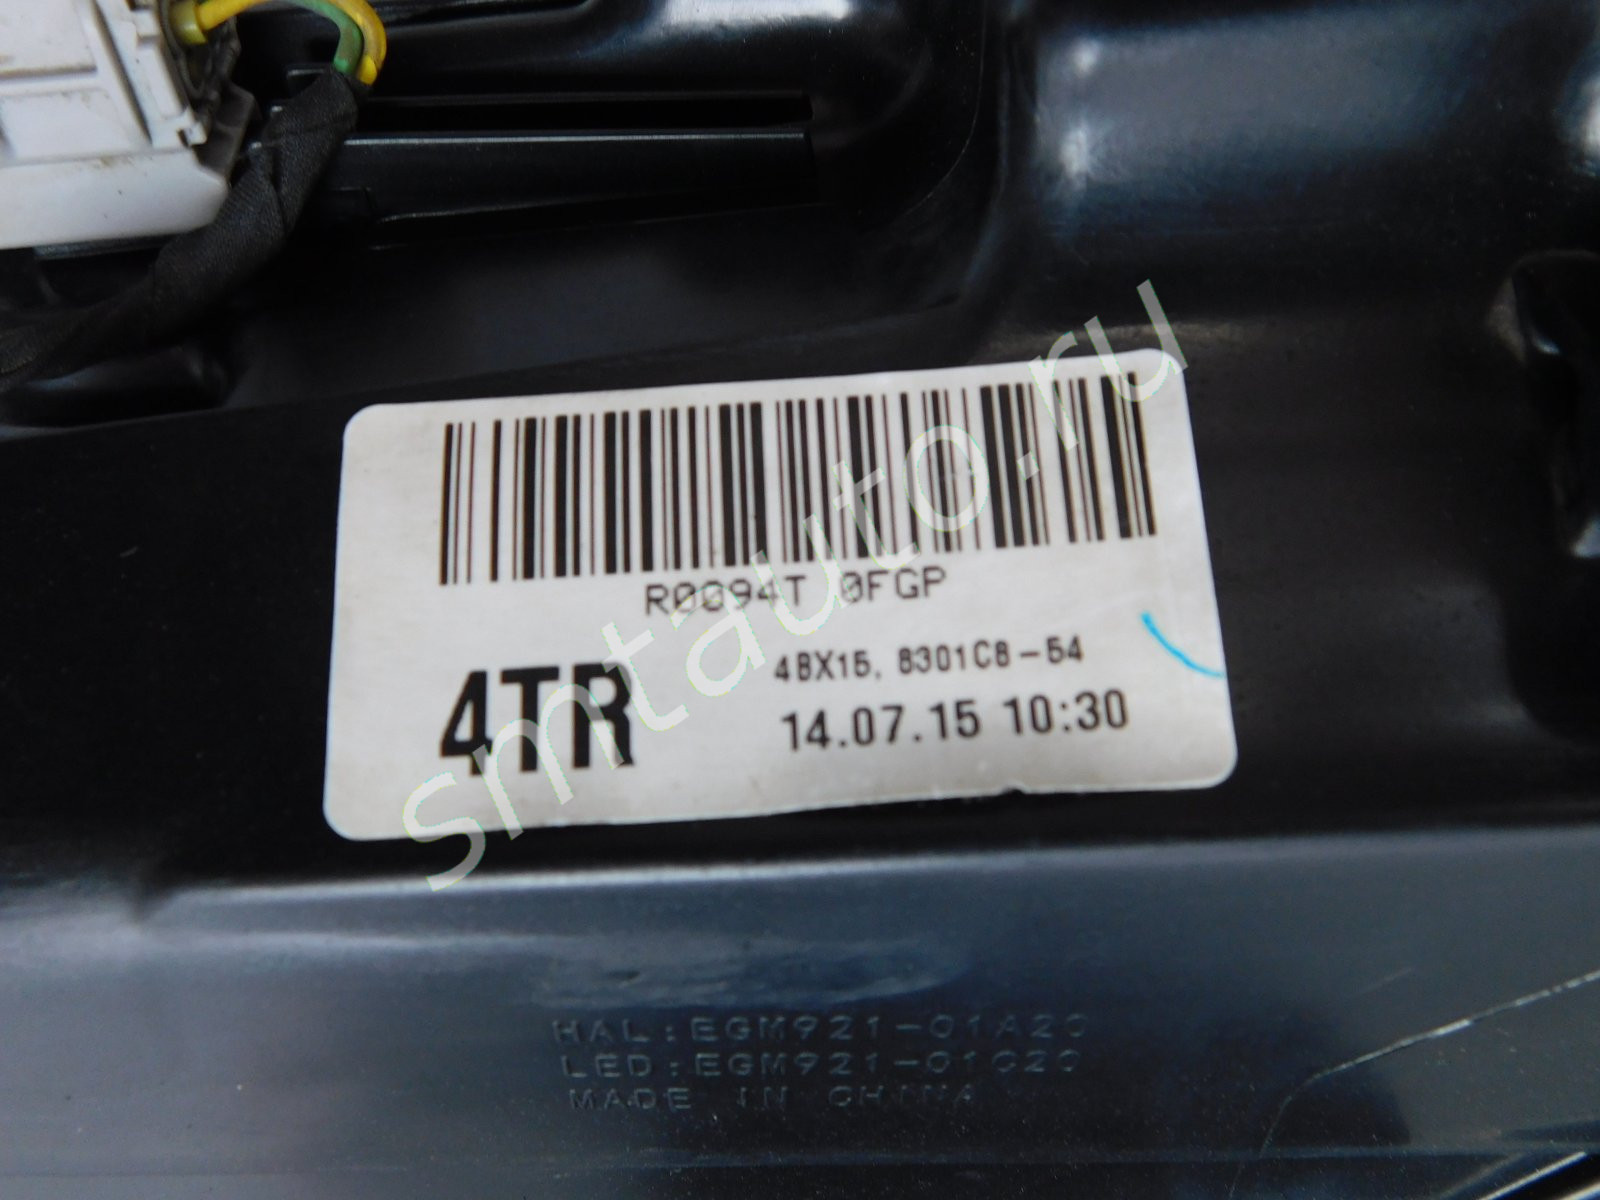 R0094T 0FGP
4TR
4BX15, 8301C8-54
14.07.15 10:30
smtauto.ru
HAL:EGM921-01A20
LED:EGM921-01C20
MADE IN CHINA